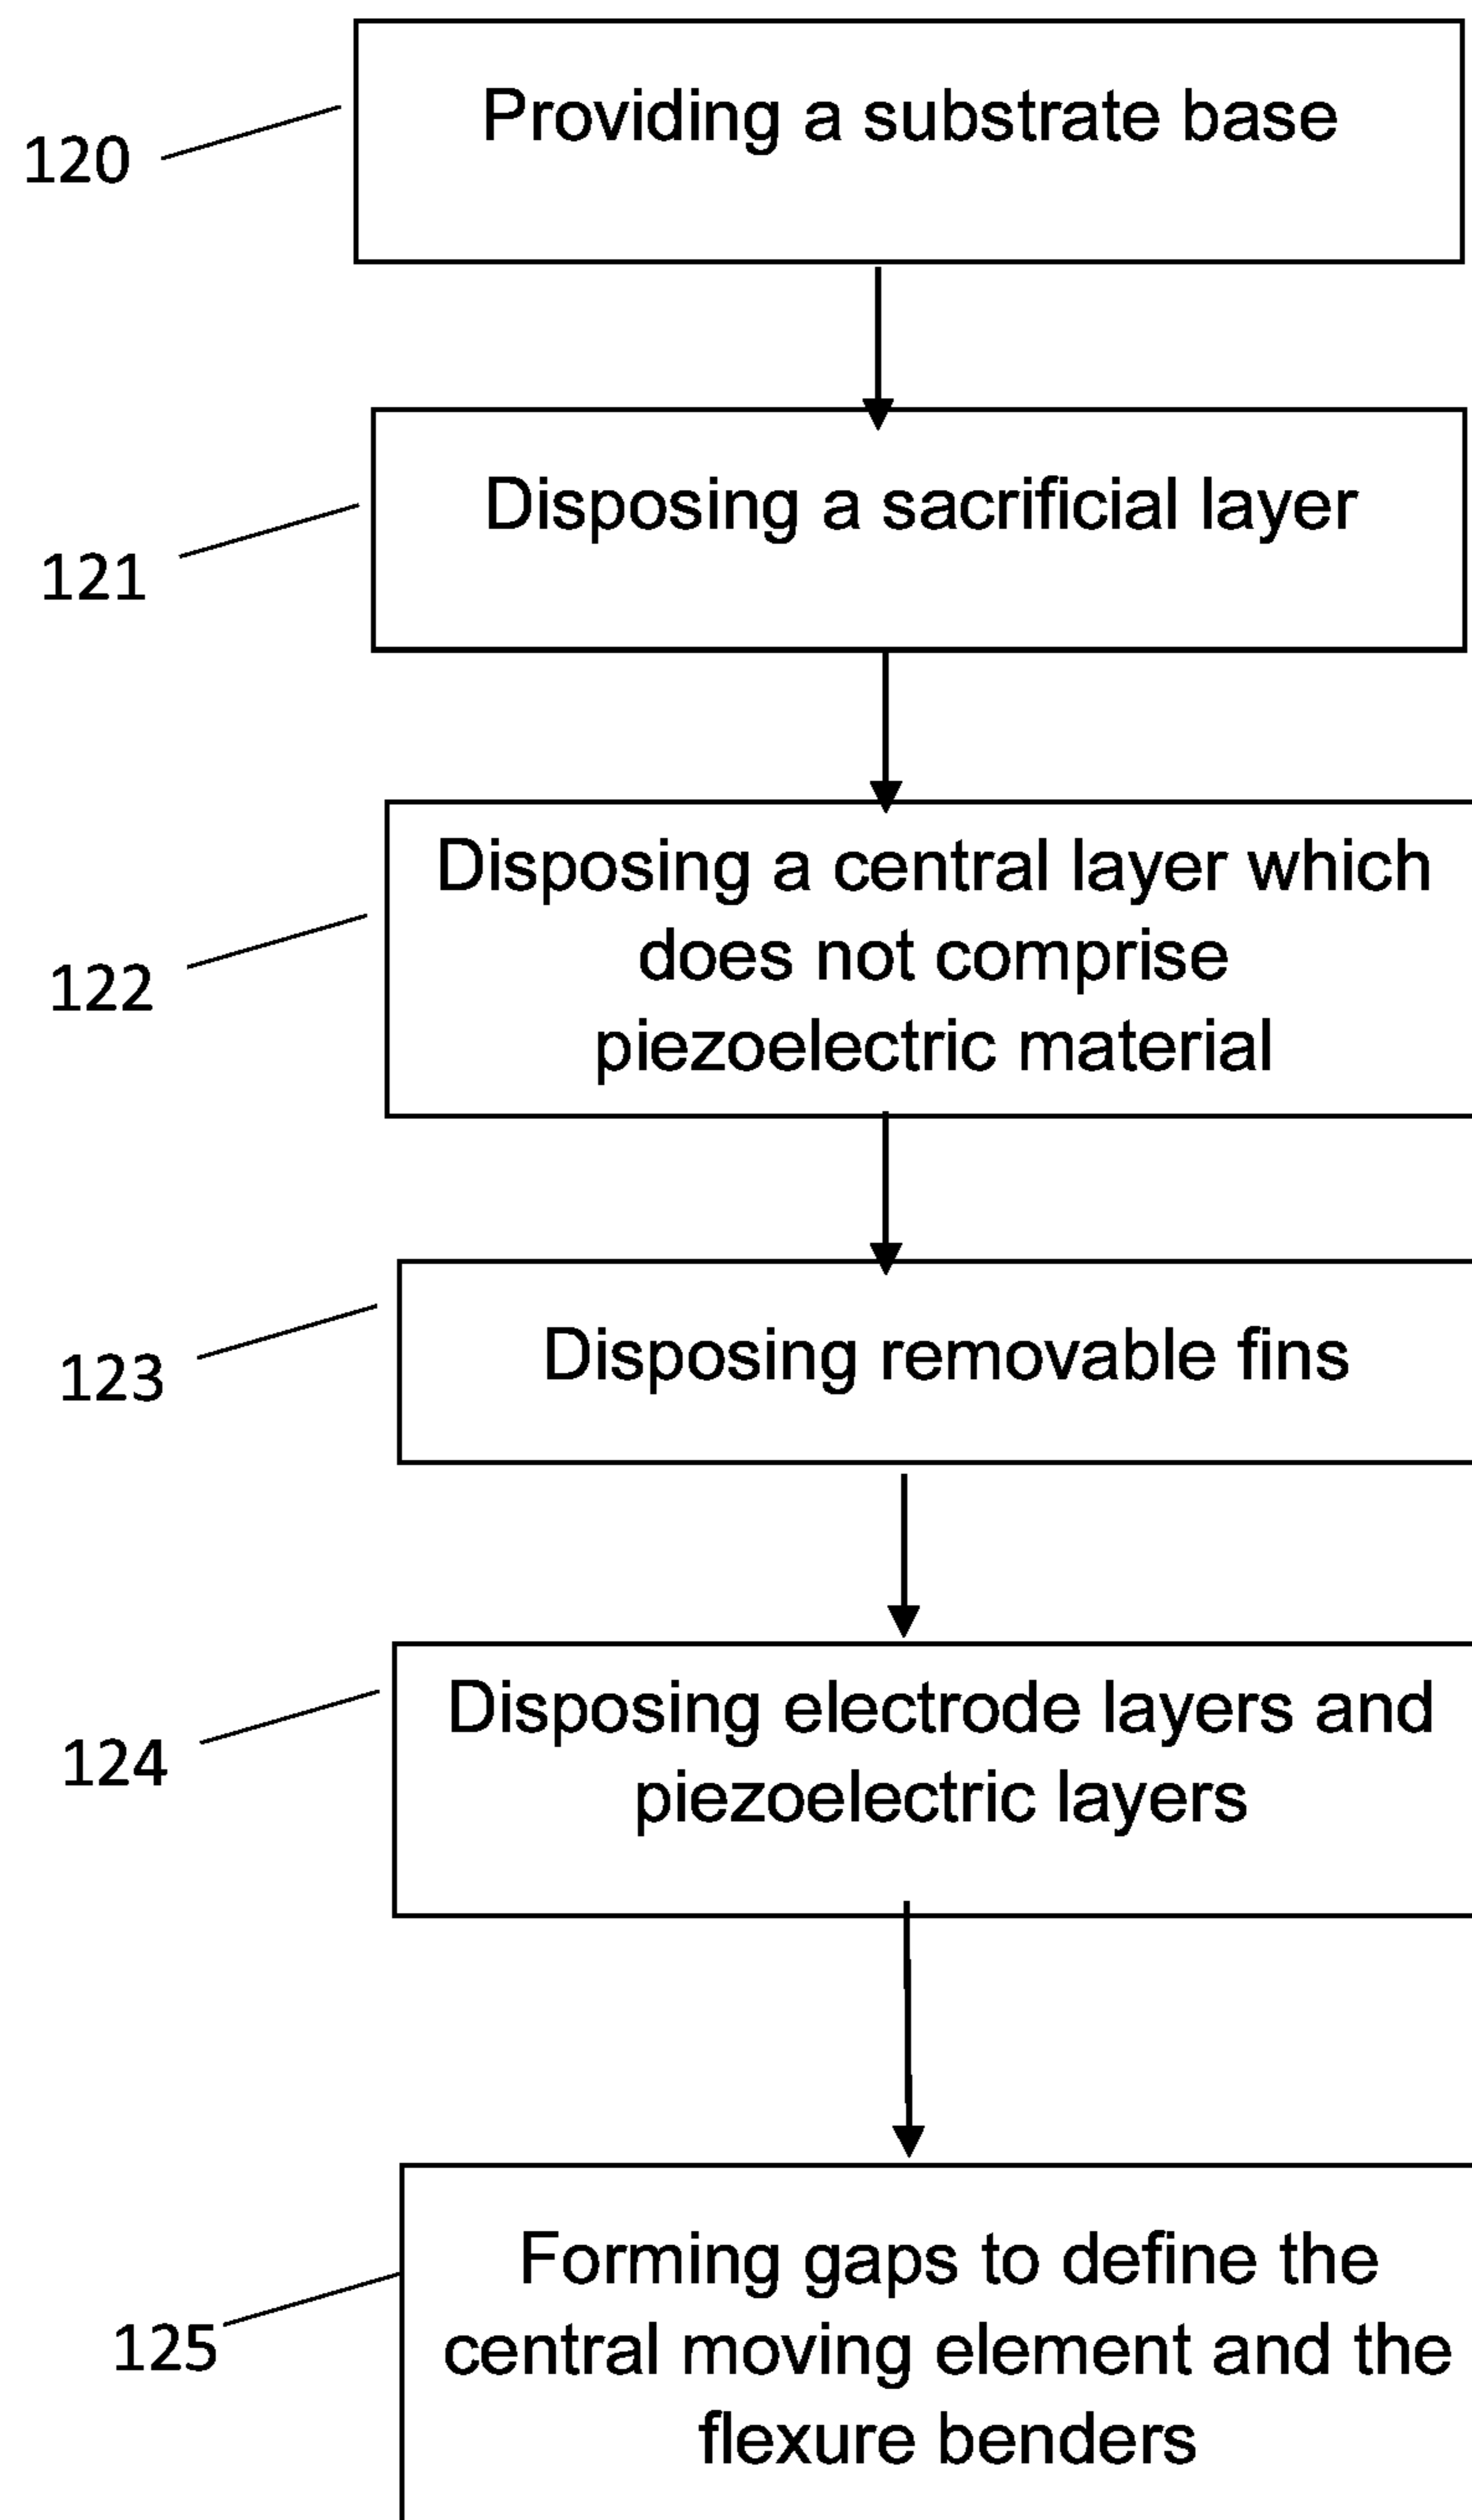 120
Providing a substrate base
121
Disposing a sacrificial layer
122
Disposing a central layer which
does not comprise
piezoelectric material
123
Disposing removable fins
124
Disposing electrode layers and
piezoelectric layers
125
Forming gaps to define the
central moving element and the
flexure benders